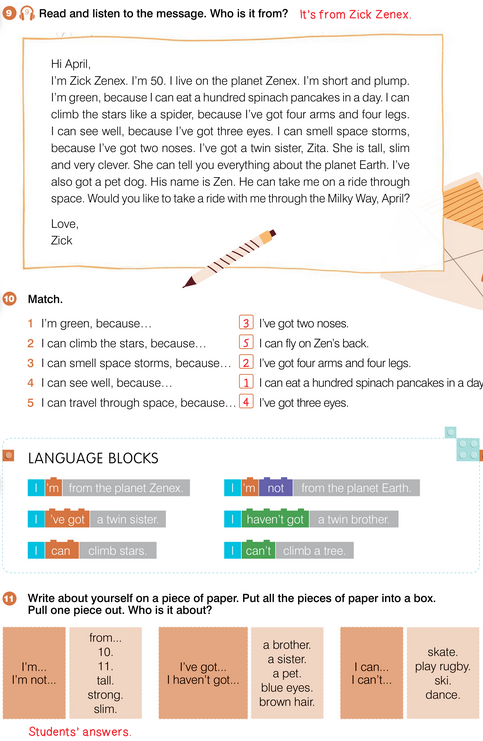 9 Read and listen to the message. Who is it from? It's from Zick Zenex.
Hi April,
I'm Zick Zenex. I'm 50. I live on the planet Zenex. I'm short and plump.
I'm green, because I can eat a hundred spinach pancakes in a day. I can
climb the stars like a spider, because I've got four arms and four legs.
I can see well, because I've got three eyes. I can smell space storms,
because I've got two noses. I've got a twin sister, Zita. She is tall, slim
and very clever. She can tell you everything about the planet Earth. I've
also got a pet dog. His name is Zen. He can take me on a ride through
space. Would you like to take a ride with me through the Milky Way, April?
Love,
Zick
10 Match.
1 I'm green, because... 3 I've got two noses.
2 I can climb the stars, because... 5 I can fly on Zen's back.
3 I can smell space storms, because... 2 I've got four arms and four legs.
4 I can see well, because... 1 I can eat a hundred spinach pancakes in a day
5 I can travel through space, because... 4 I've got three eyes.
LANGUAGE BLOCKS
I 'm from the planet Zenex. I 'm not from the planet Earth.
I 've got a twin sister. I haven't got a twin brother.
I can climb stars. I can't climb a tree.
11 Write about yourself on a piece of paper. Put all the pieces of paper into a box.
Pull one piece out. Who is it about?
I'm...
I'm not...
from...
10.
11.
tall.
strong.
slim.
I've got...
I haven't got...
a brother.
a sister.
a pet.
blue eyes.
brown hair.
I can...
I can't...
skate.
play rugby.
ski.
dance.
Students' answers.